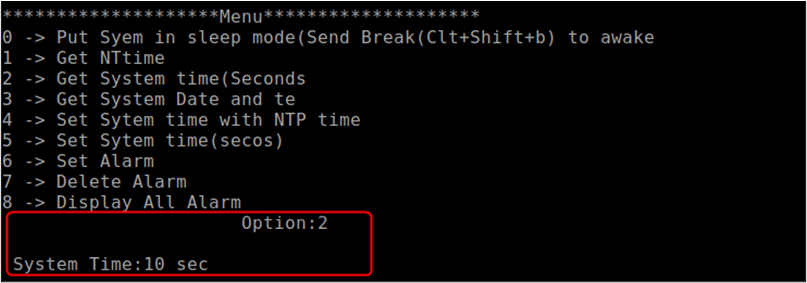 ********************Menu********************
0 -> Put Syem in sleep mode(Send Break(Clt+Shift+b) to awake
1 -> Get NTtime
2 -> Get System time(Seconds
3 -> Get System Date and te
4 -> Set Sytem time with NTP time
5 -> Set Sytem time(secos)
6 -> Set Alarm
7 -> Delete Alarm
8 -> Display All Alarm
Option:2
System Time:10 sec